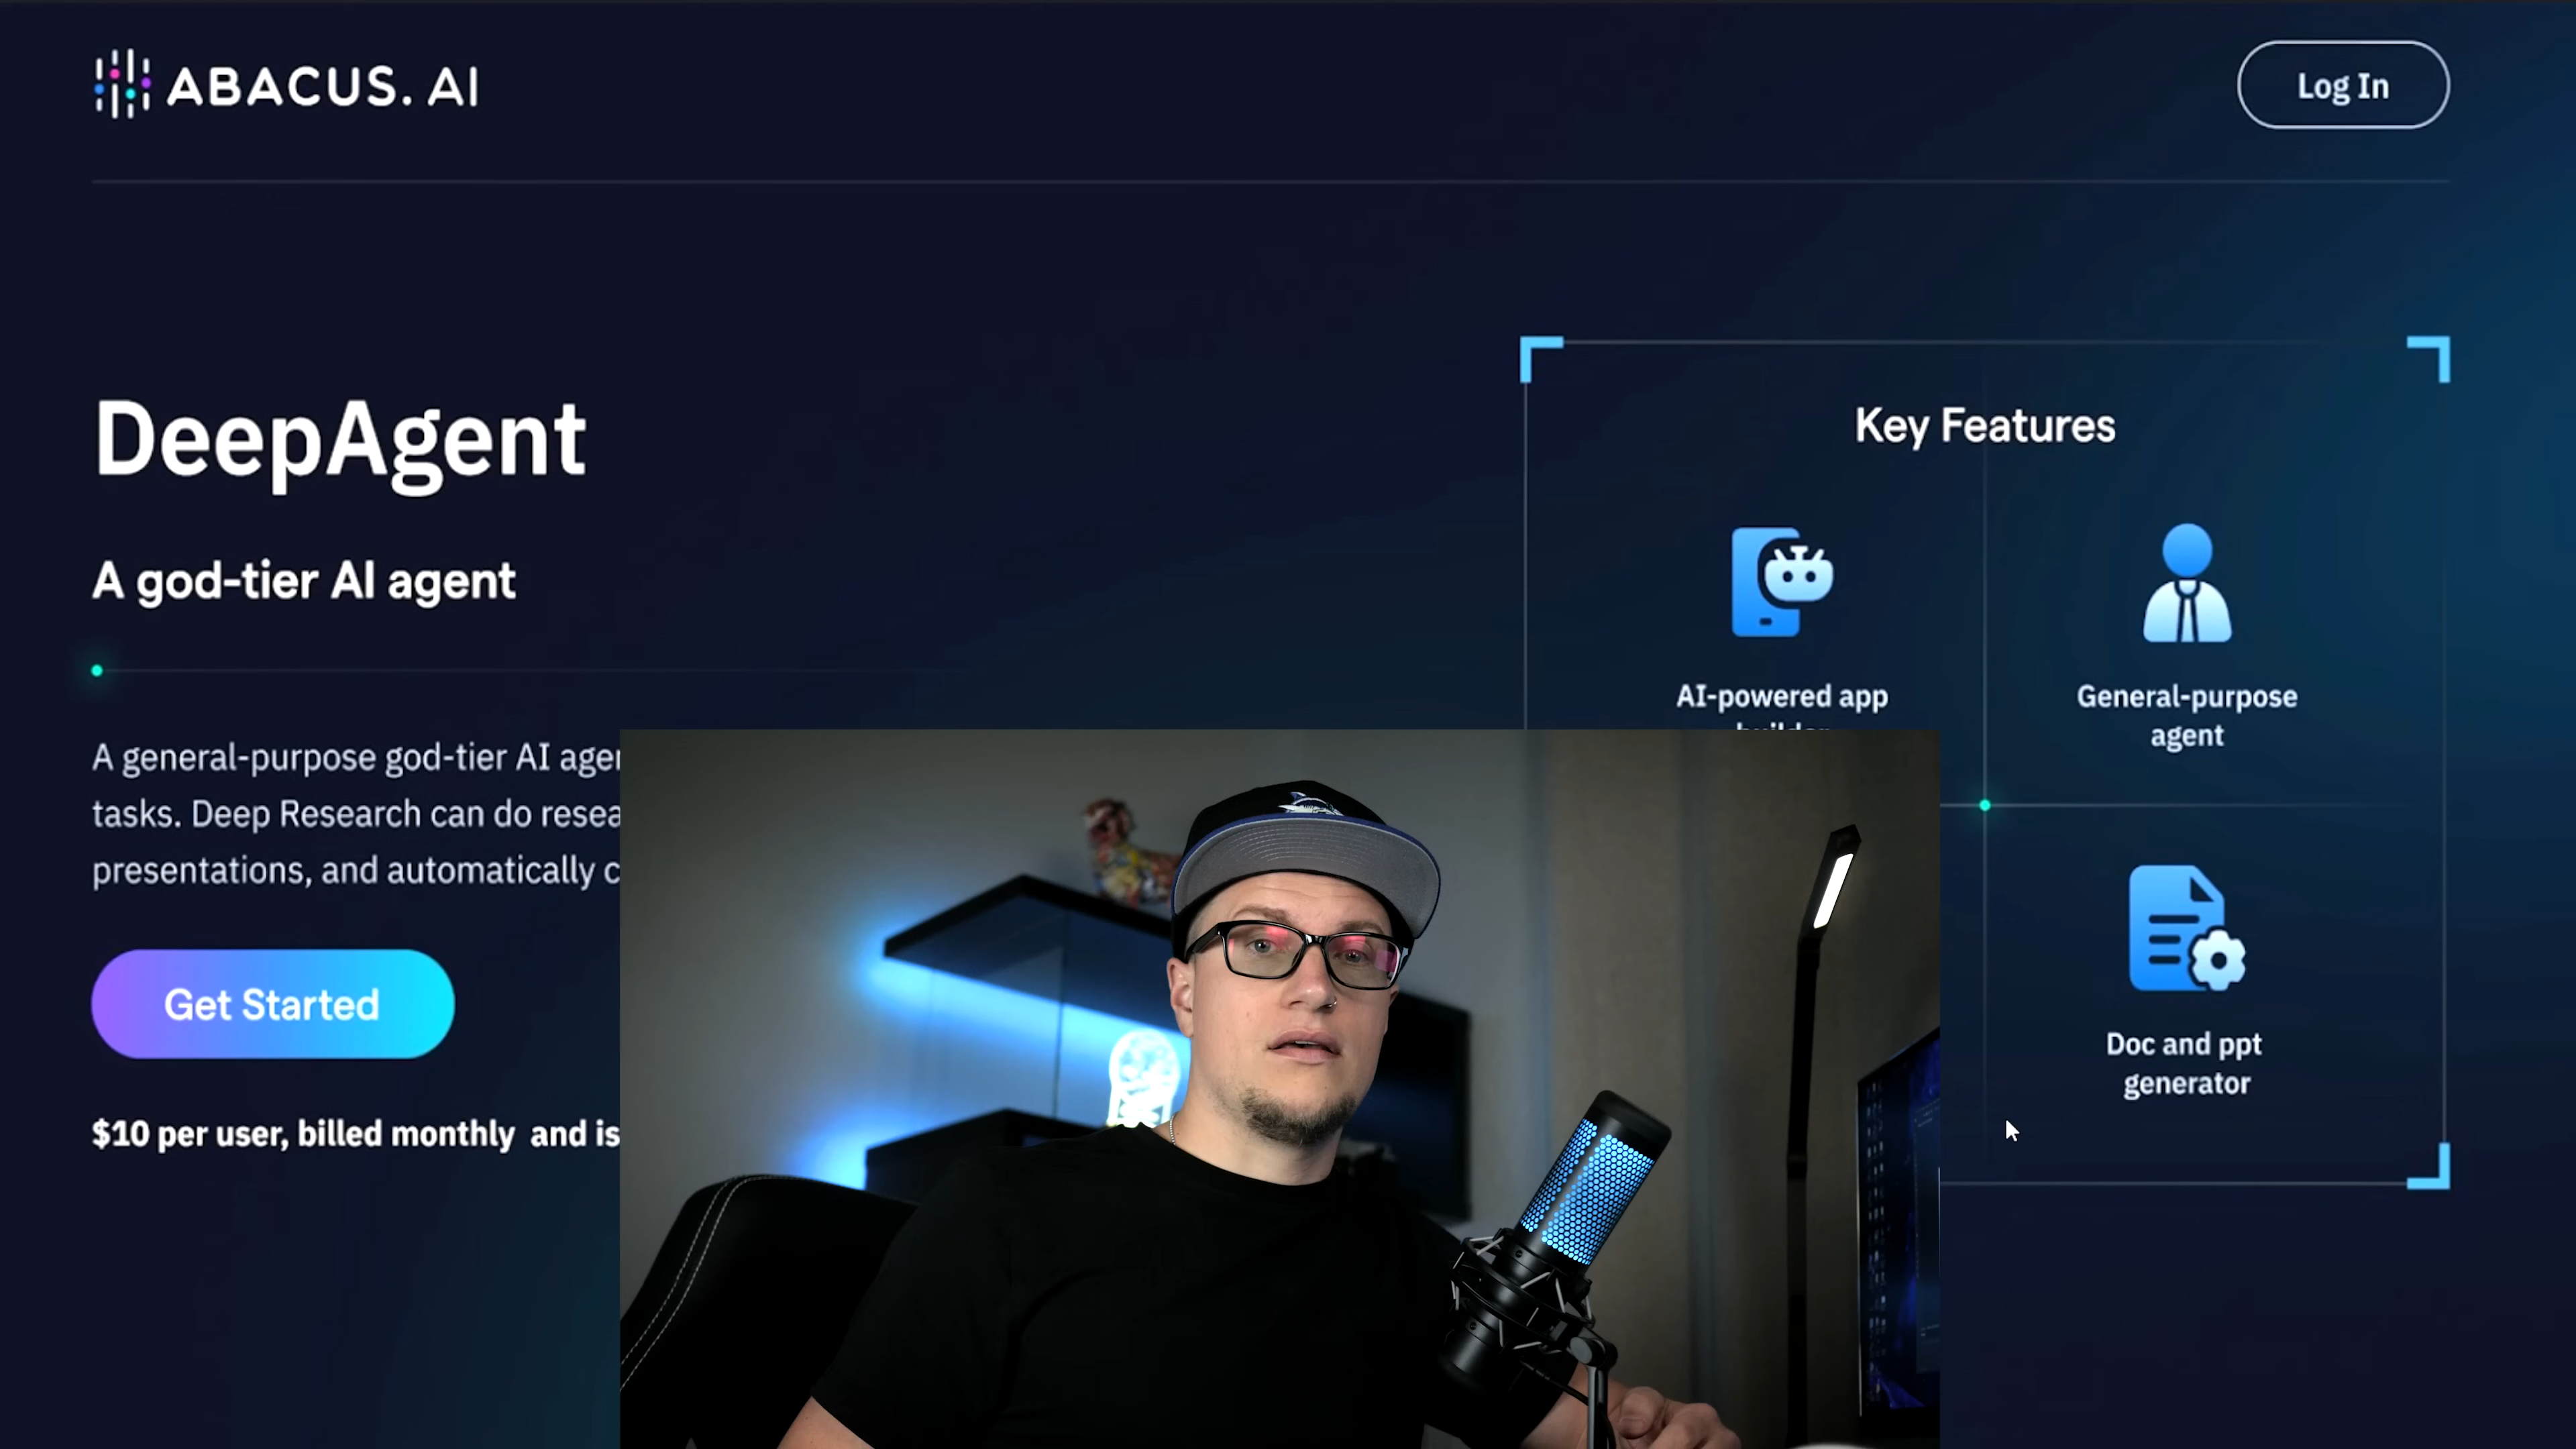 ABACUS. AI
Log In
DeepAgent
A god-tier AI agent
A general-purpose god-tier AI
tasks. Deep Research can do
presentations, and automatically
Get Started
$10 per user, billed monthly and is
Key Features
AI-powered app
General-purpose
agent
Doc and ppt
generator